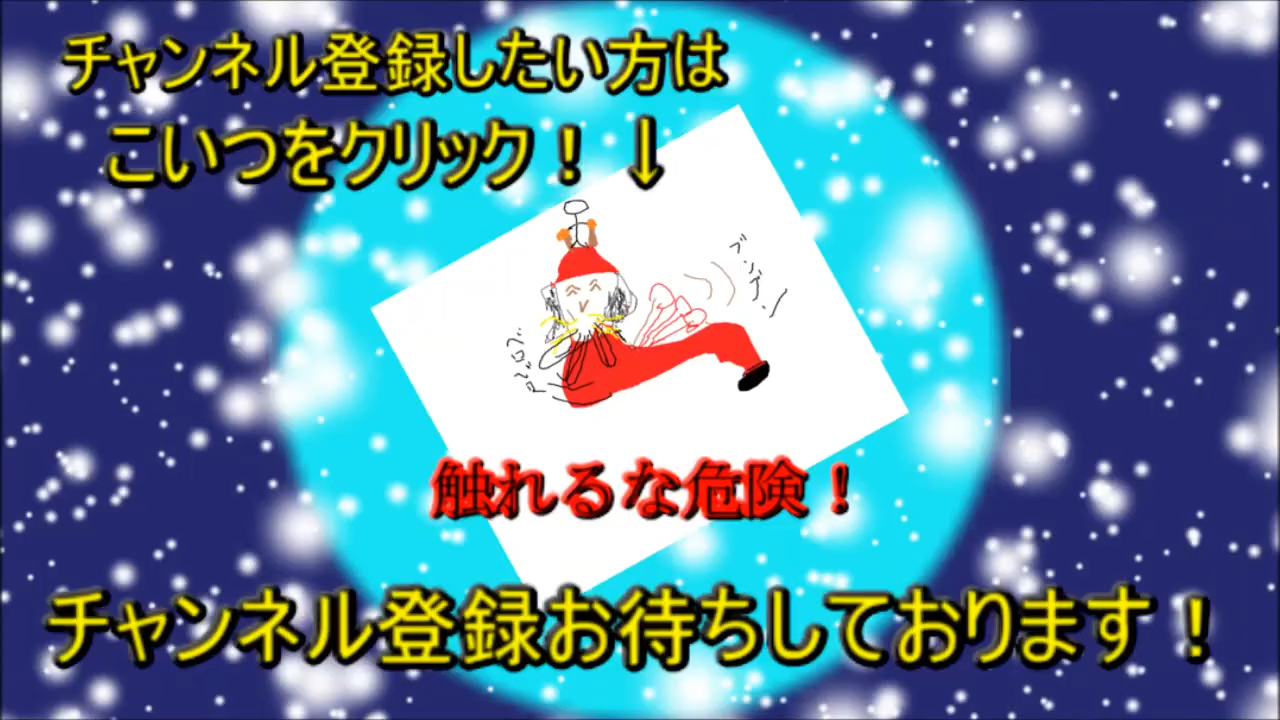 チャンネル登録したい方は
こいつをクリック！↓
触れるな危険！
チャンネル登録お待ちしております！